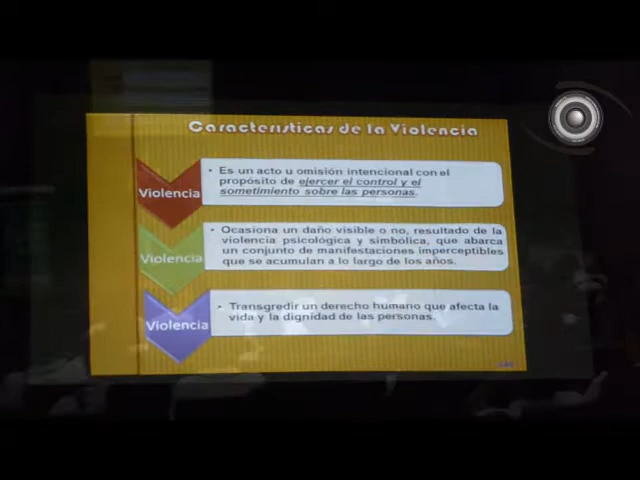 Características de la Violencia
Violencia
• Es un acto u omisión intencional con el
propósito de ejercer el control y el
sometimiento sobre las personas.
Violencia
• Ocasiona un daño visible o no, resultado de la
violencia psicológica y simbólica, que abarca
un conjunto de manifestaciones imperceptibles
que se acumulan a lo largo de los años.
Violencia
• Transgredir un derecho humano que afecta la
vida y la dignidad de las personas.